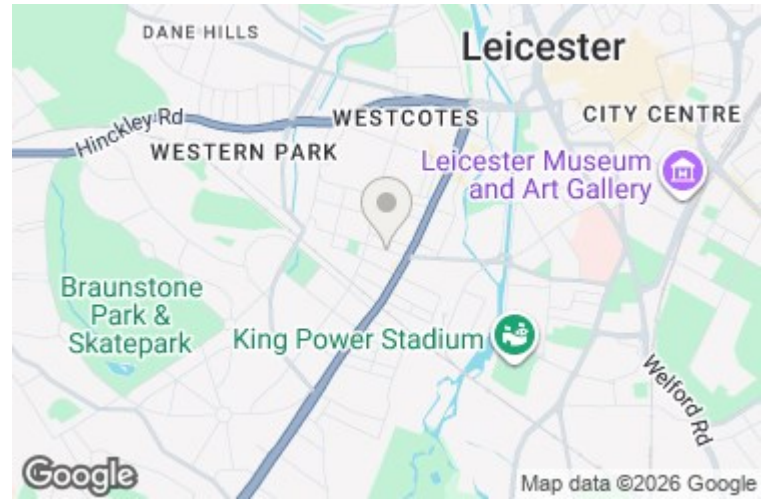 DANE HILLS
Leicester
Hinckley Rd
WESTCOTES
CITY CENTRE
WESTERN PARK
Leicester Museum
and Art Gallery
Braunstone
Park &
Skatepark
King Power Stadium
Welford Rd
Google
Map data ©2026 Google